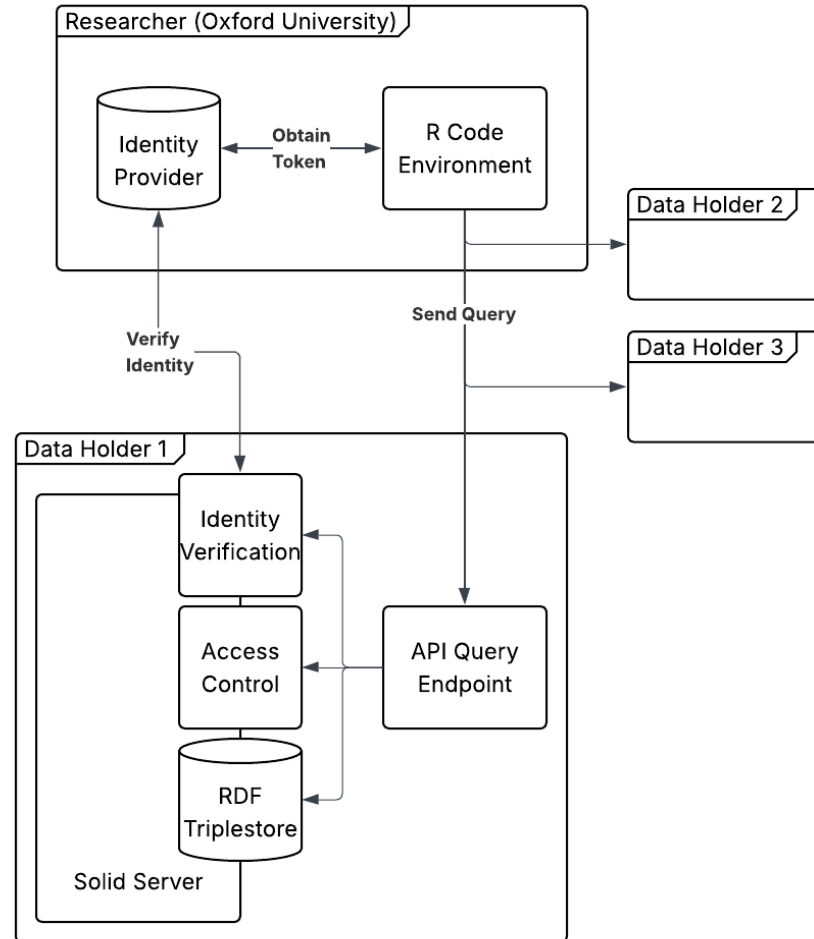 Researcher (Oxford University)
Identity
Provider
Obtain
Token
R Code
Environment
Data Holder 2
Send Query
Verify
Identity
Data Holder 3
Data Holder 1
Identity
Verification
Access
Control
API Query
Endpoint
RDF
Triplestore
Solid Server